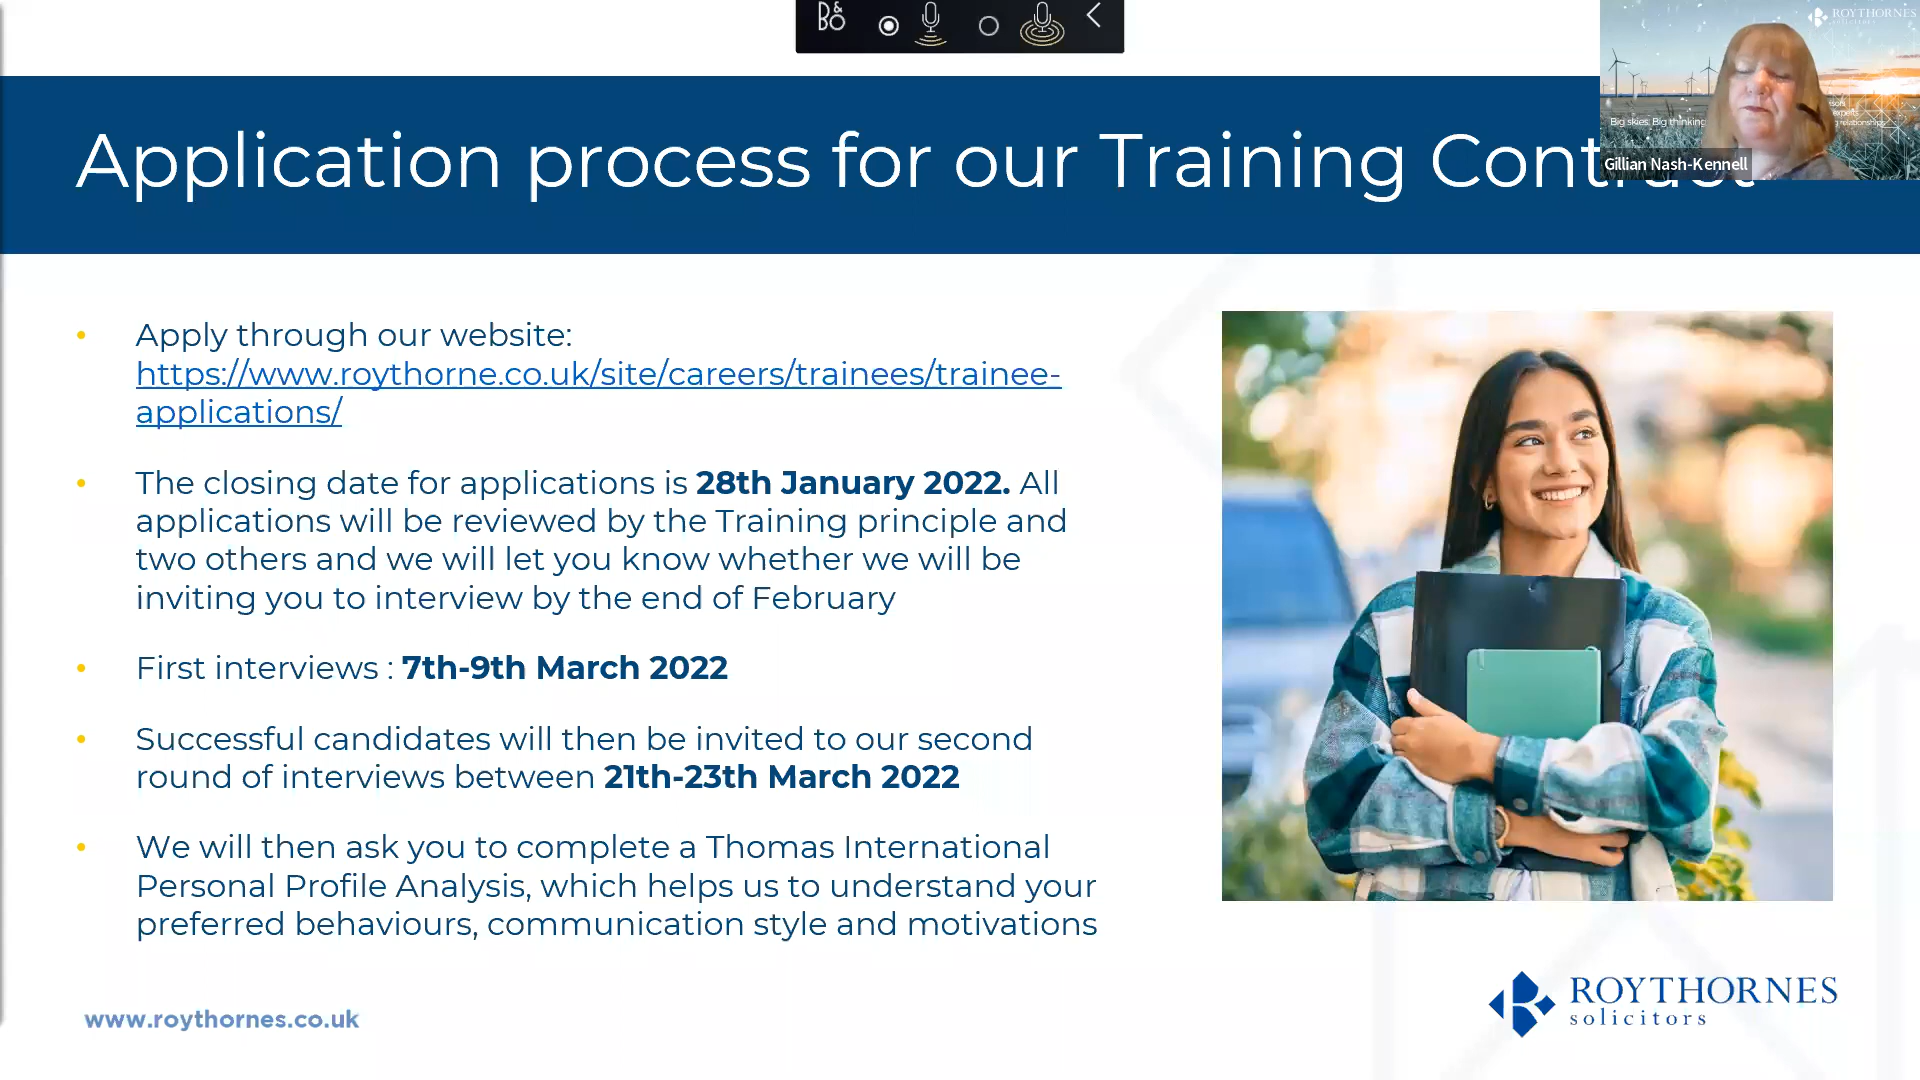 B&O
ROYTHORNES
Big skies. Big thinking
Gillian Nash-Kennell
Application process for our Training Contract
• Apply through our website:
https://www.roythorne.co.uk/site/careers/trainees/trainee-
applications/
• The closing date for applications is 28th January 2022. All
applications will be reviewed by the Training principle and
two others and we will let you know whether we will be
inviting you to interview by the end of February
• First interviews : 7th-9th March 2022
• Successful candidates will then be invited to our second
round of interviews between 21th-23th March 2022
• We will then ask you to complete a Thomas International
Personal Profile Analysis, which helps us to understand your
preferred behaviours, communication style and motivations
www.roythornes.co.uk
ROYTHORNES
solicitors